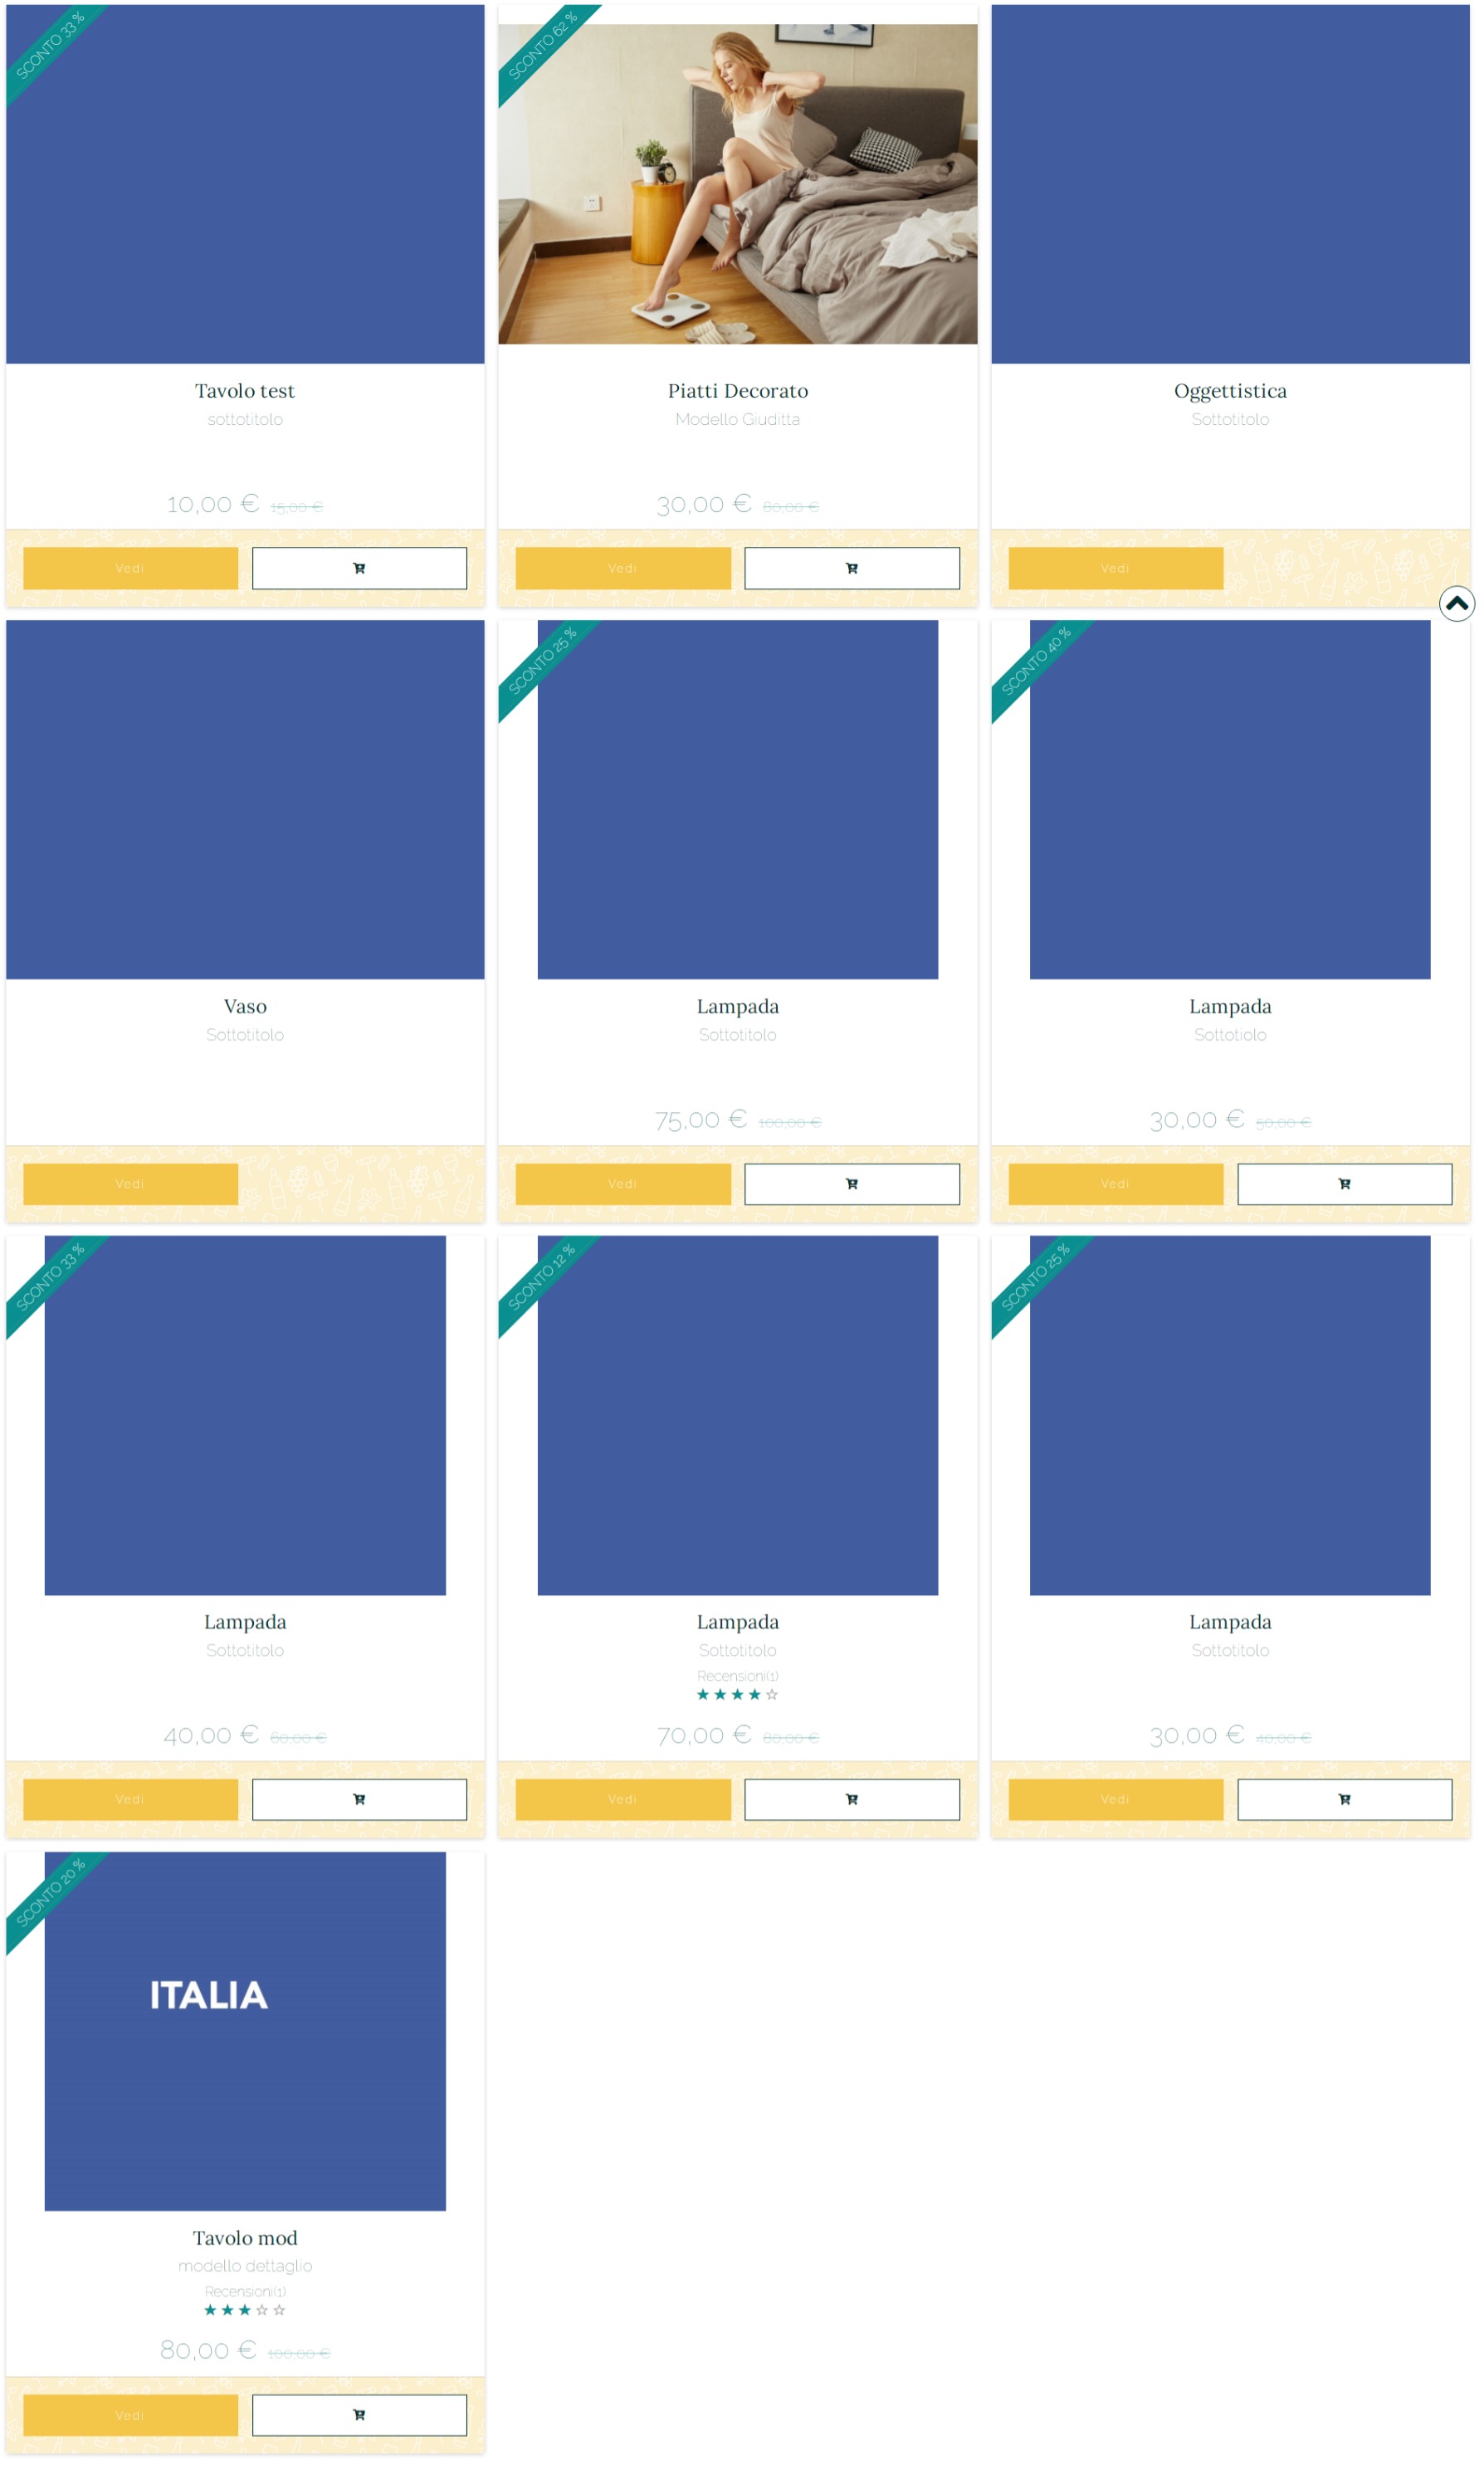 SCONTO 33 %
Tavolo test
sottotitolo
10,00 € 15,00 €
Vedi
SCONTO 62 %
Piatti Decorato
Modello Giuditta
30,00 € 80,00 €
Vedi
Oggettistica
Sottotitolo
Vedi
Vaso
Sottotitolo
Vedi
SCONTO 25 %
Lampada
Sottotitolo
75,00 € 100,00 €
Vedi
SCONTO 40 %
Lampada
Sottotiolo
30,00 € 50,00 €
Vedi
SCONTO 33 %
Lampada
Sottotitolo
40,00 € 60,00 €
Vedi
SCONTO 12 %
Lampada
Sottotitolo
Recensioni(1)
70,00 € 80,00 €
Vedi
SCONTO 25 %
Lampada
Sottotitolo
30,00 € 40,00 €
Vedi
SCONTO 20 %
ITALIA
Tavolo mod
modello dettaglio
Recensioni(1)
80,00 € 100,00 €
Vedi